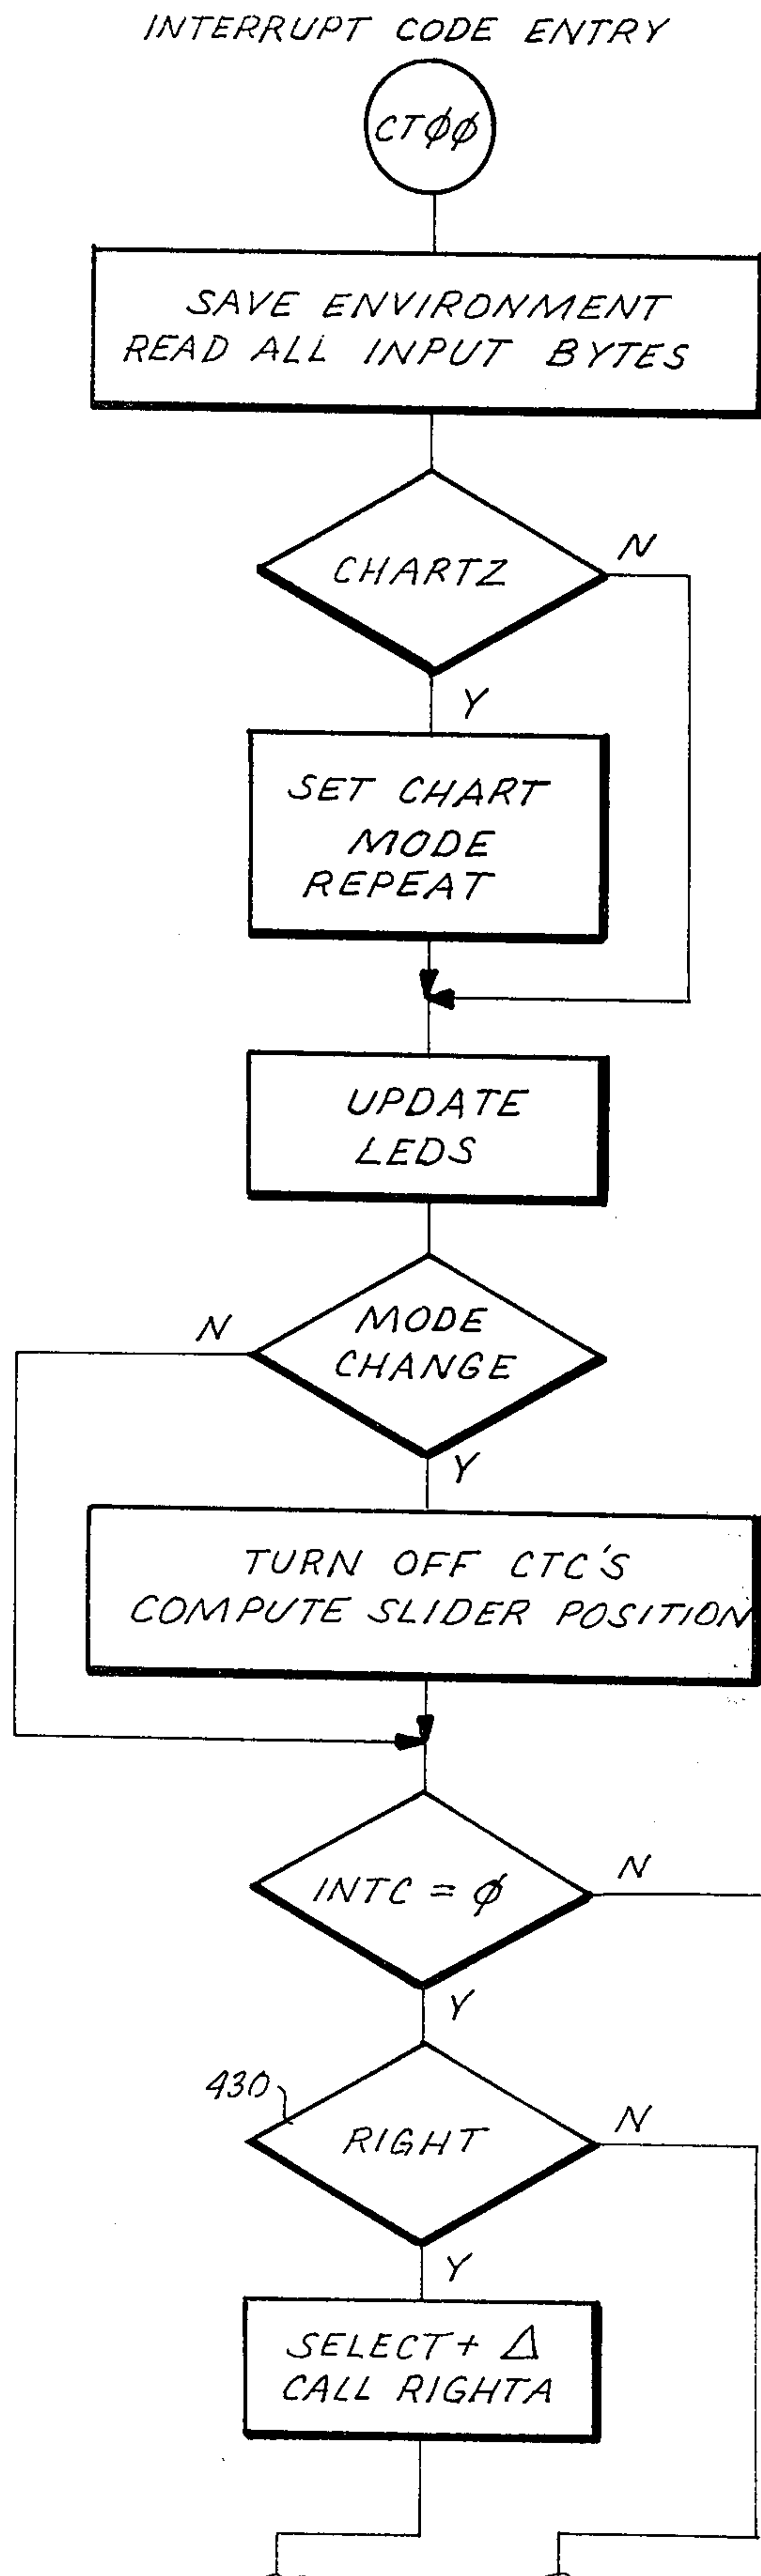 INTERRUPT CODE ENTRY
CTØØ
SAVE ENVIRONMENT
READ ALL INPUT BYTES
CHARTZ
N
Y
SET CHART
MODE
REPEAT
UPDATE
LEDS
N
MODE
CHANGE
Y
TURN OFF CTC'S
COMPUTE SLIDER POSITION
INTC = Ø
N
Y
430
RIGHT
N
Y
SELECT + Δ
CALL RIGHTA